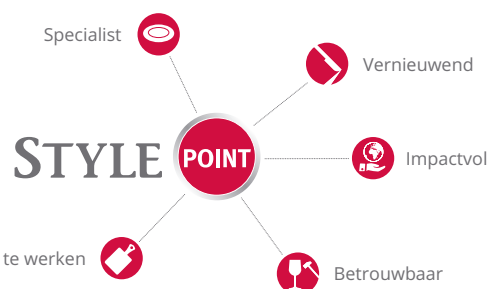 Specialist
Vernieuwend
STYLE POINT
Impactvol
te werken
Betrouwbaar